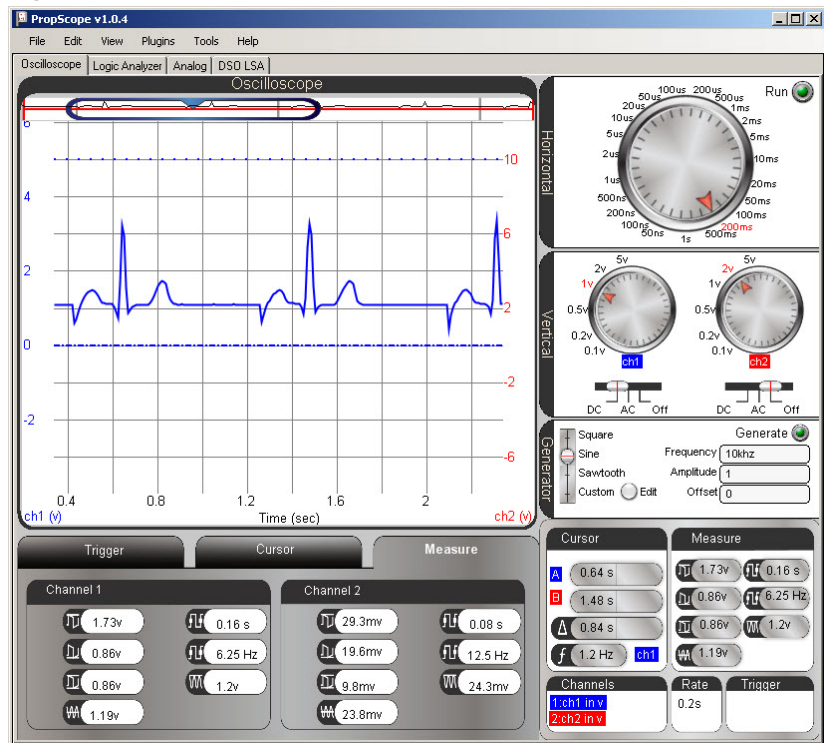 PropScope v1.0.4
File Edit View Plugins Tools Help
Oscilloscope Logic Analyzer Analog DSO LSA
Oscilloscope
4
2
0
-2
10
6
2
-2
-6
0.4 0.8 1.2 1.6 2
ch1 (v) Time (sec) ch2 (v)
Horizontal
Run
1s
50ns
100ns
200ns
500ns
1us
2us
5us
10us
20us
50us
100us
200us
500us
1ms
2ms
5ms
10ms
20ms
50ms
100ms
200ms
500ms
Vertical
5v
2v
1v
0.5v
0.2v
0.1v
ch1
DC AC Off
5v
2v
1v
0.5v
0.2v
0.1v
ch2
DC AC Off
Generator
Square
Sine
Sawtooth
Custom Edit
Generate
Frequency 10khz
Amplitude 1
Offset 0
Trigger Cursor Measure
Channel 1
1.73v 0.16 s
0.86v 6.25 Hz
0.86v 1.2v
1.19v
Channel 2
29.3mv 0.08 s
19.6mv 12.5 Hz
9.8mv 24.3mv
23.8mv
Cursor
A 0.64 s
B 1.48 s
Δ 0.84 s
f 1.2 Hz ch1
Measure
1.73v 0.16 s
0.86v 6.25 Hz
0.86v 1.2v
1.19v
Channels
1:ch1 in v
2:ch2 in v
Rate
0.2s
Trigger